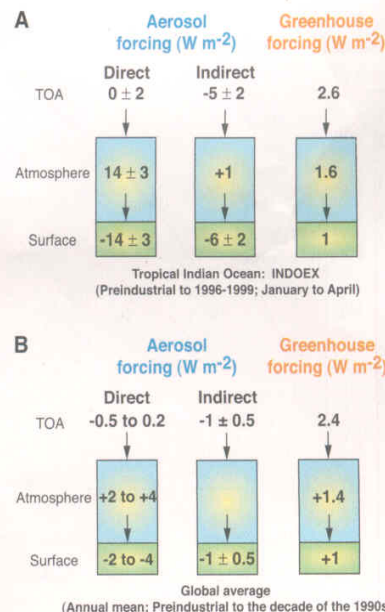 A
Aerosol Greenhouse
forcing (W m-2) forcing (W m-2)
Direct Indirect
TOA 0 ± 2 -5 ± 2 2.6
Atmosphere 14 ± 3 +1 1.6
Surface -14 ± 3 -6 ± 2 1
Tropical Indian Ocean: INDOEX
(Preindustrial to 1996-1999; January to April)
B
Aerosol Greenhouse
forcing (W m-2) forcing (W m-2)
Direct Indirect
TOA -0.5 to 0.2 -1 ± 0.5 2.4
Atmosphere +2 to +4 +1.4
Surface -2 to -4 -1 ± 0.5 +1
Global average
(Annual mean; Preindustrial to the decade of the 1990s